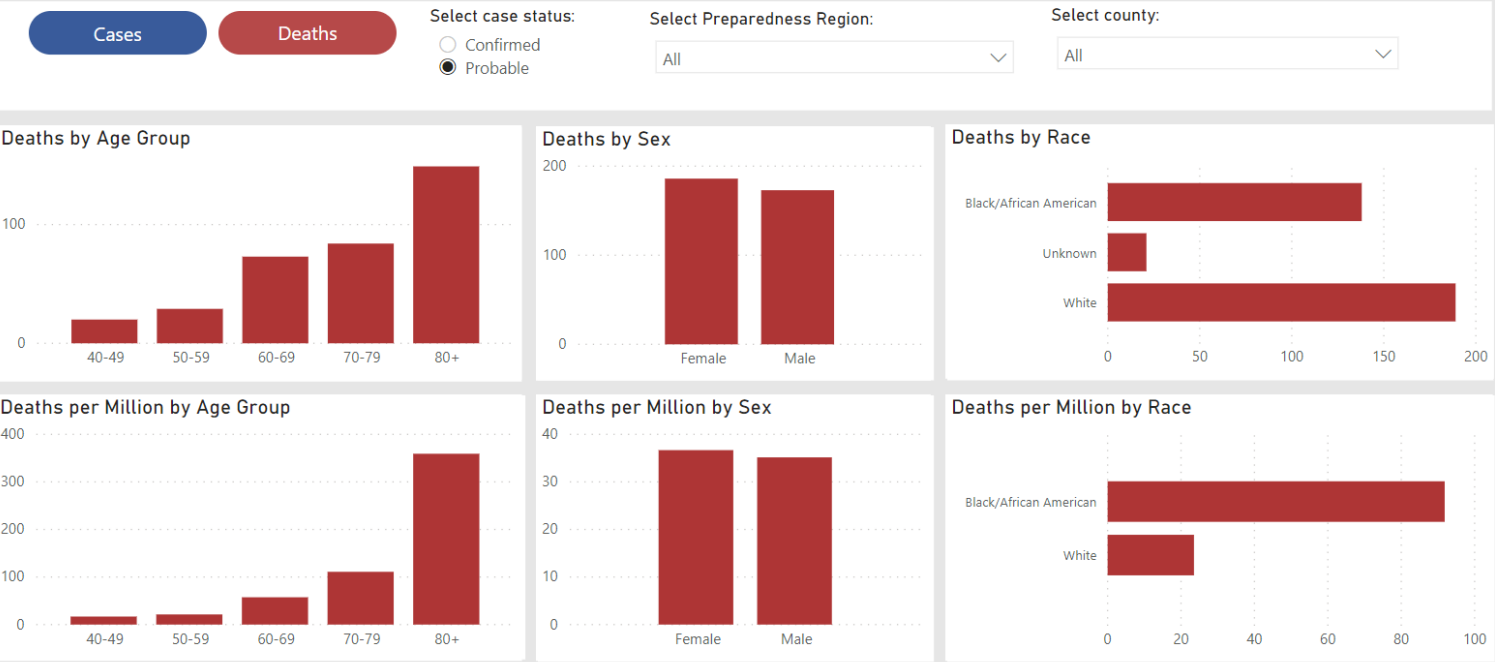 Cases
Deaths
Select case status:
Confirmed
Probable
Select Preparedness Region:
All
Select county:
All
Deaths by Age Group
100
0
40-49 50-59 60-69 70-79 80+
Deaths by Sex
200
100
0
Female Male
Deaths by Race
Black/African American
Unknown
White
0 50 100 150 200
Deaths per Million by Age Group
400
300
200
100
0
40-49 50-59 60-69 70-79 80+
Deaths per Million by Sex
40
30
20
10
0
Female Male
Deaths per Million by Race
Black/African American
White
0 20 40 60 80 100